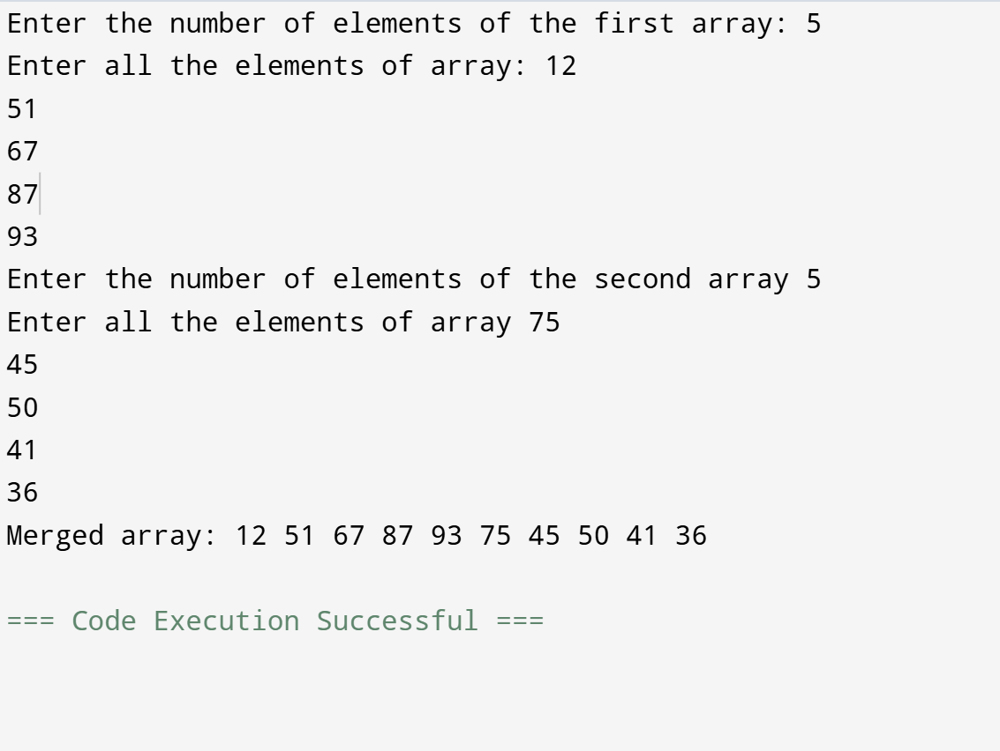 Enter the number of elements of the first array: 5
Enter all the elements of array: 12
51
67
87
93
Enter the number of elements of the second array 5
Enter all the elements of array 75
45
50
41
36
Merged array: 12 51 67 87 93 75 45 50 41 36
=== Code Execution Successful ===